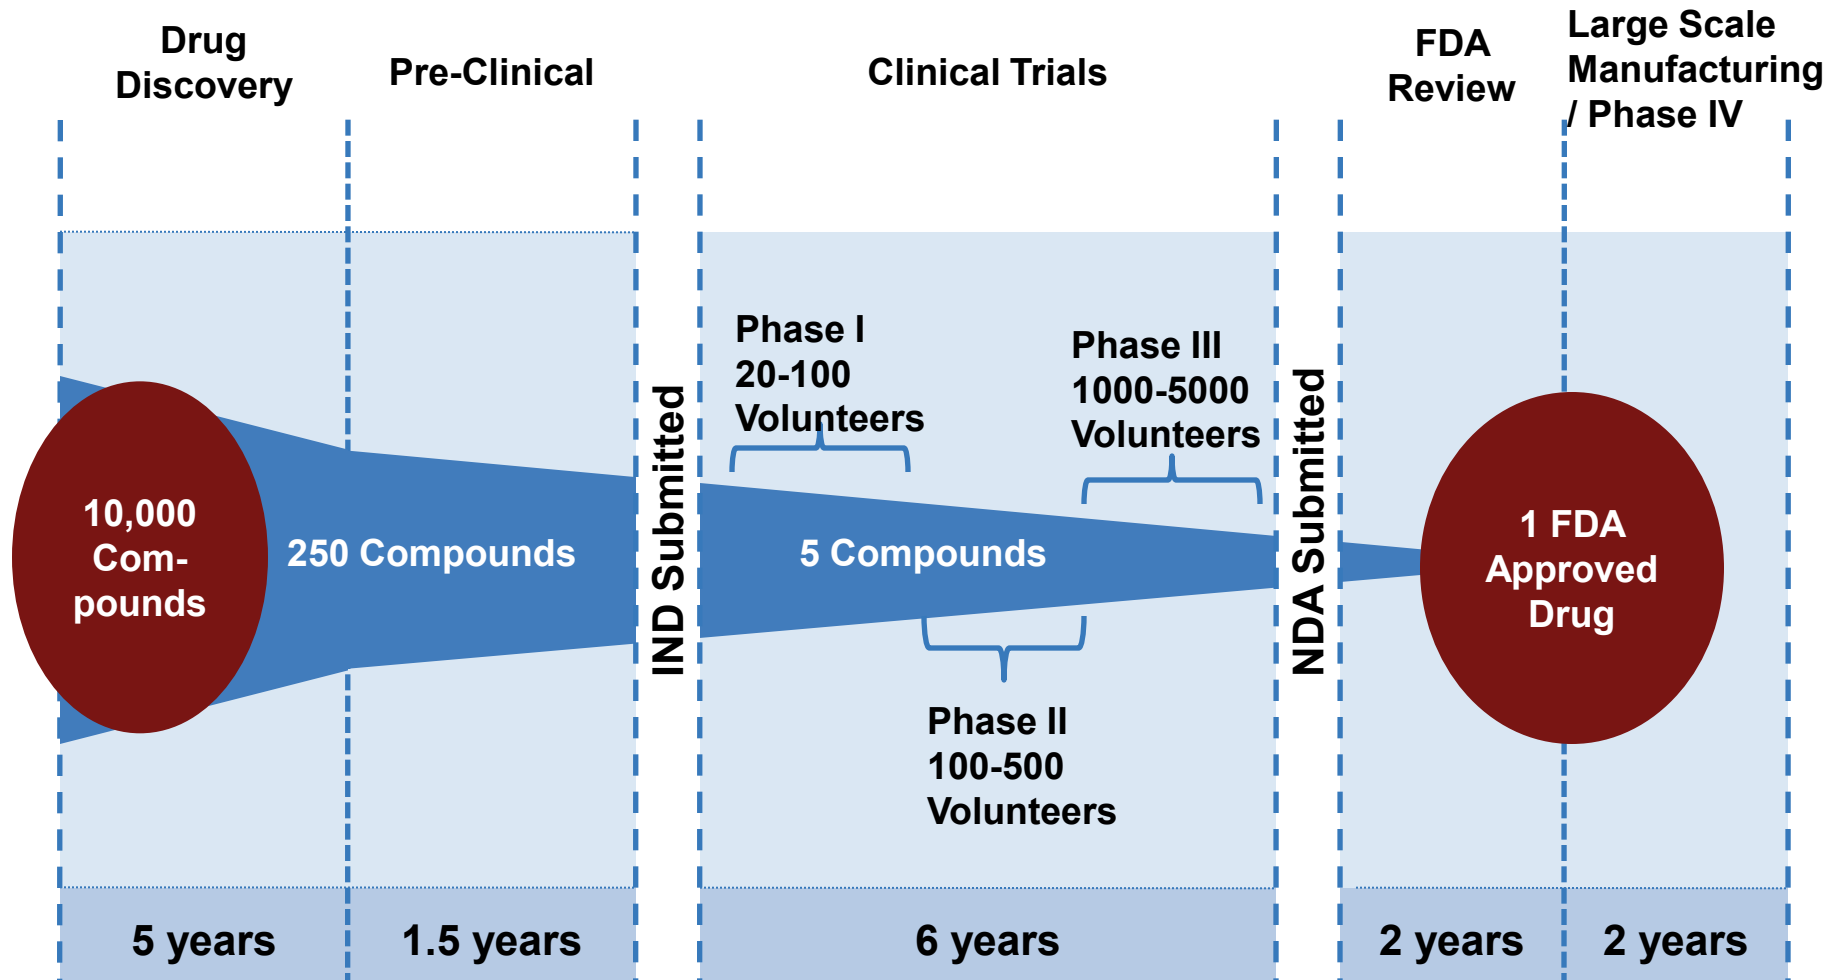 Drug
Discovery
Pre-Clinical
Clinical Trials
FDA
Review
Large Scale
Manufacturing
/ Phase IV
10,000
Com-
pounds
250 Compounds
IND Submitted
Phase I
20-100
Volunteers
5 Compounds
Phase II
100-500
Volunteers
Phase III
1000-5000
Volunteers
NDA Submitted
1 FDA
Approved
Drug
5 years
1.5 years
6 years
2 years
2 years